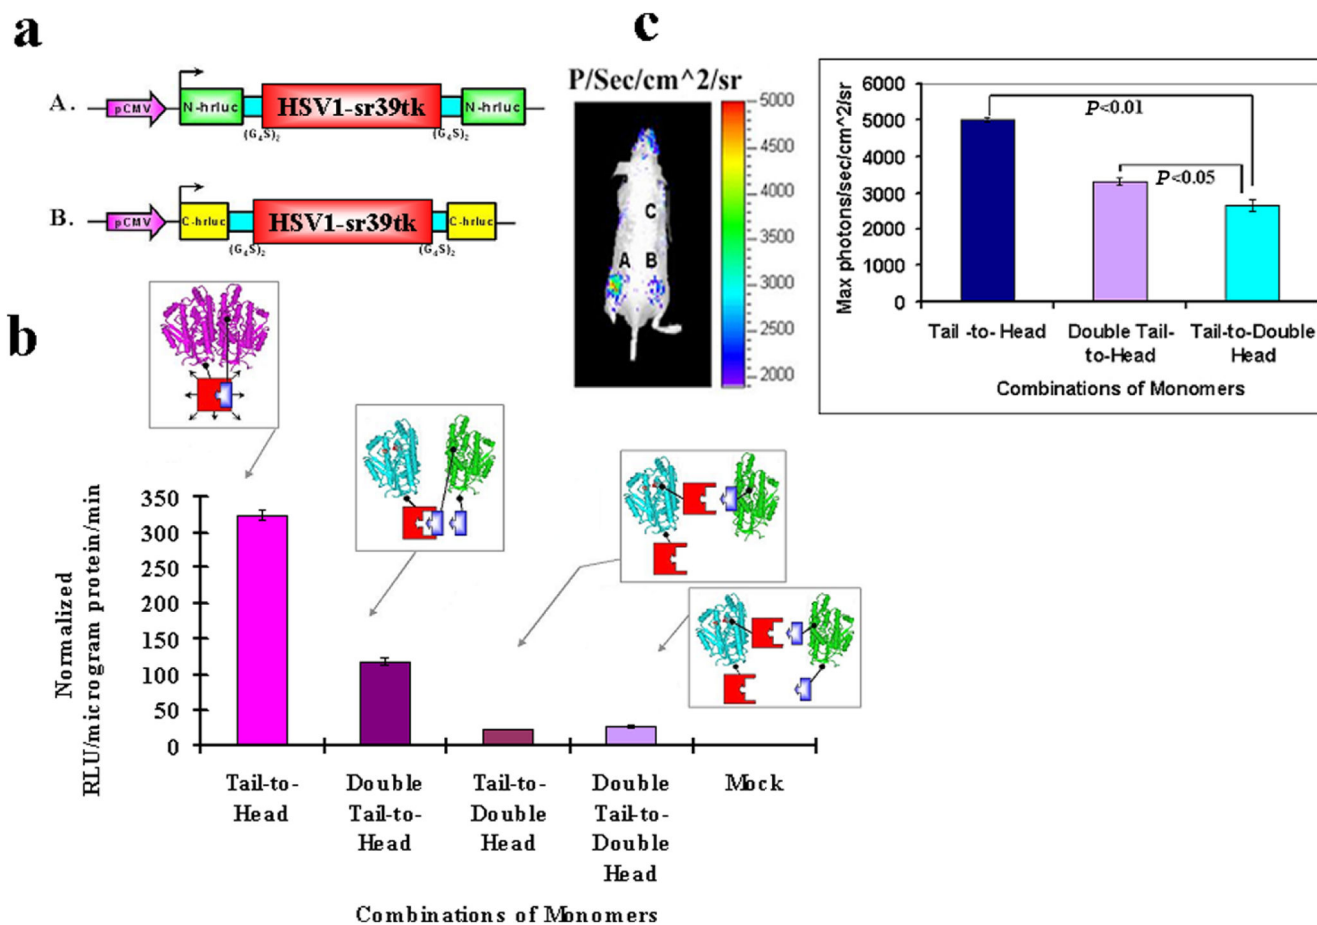 a
A.
pCMV
N-hrluc
HSV1-sr39tk
N-hrluc
(G4S)2
(G4S)2
B.
pCMV
C-hrluc
HSV1-sr39tk
C-hrluc
(G4S)2
(G4S)2
c
P/Sec/cm^2/sr
5000
4500
4000
3500
3000
2500
2000
C
A
B
Max photons/sec/cm^2/sr
6000
5000
4000
3000
2000
1000
0
P<0.01
P<0.05
Tail -to- Head
Double Tail-
to-Head
Tail-to-Double
Head
Combinations of Monomers
b
Normalized
RLU/microgram protein/min
350
300
250
200
150
100
50
0
Tail-to-
Head
Double
Tail-to-
Head
Tail-to-
Double
Head
Double
Tail-to-
Double
Head
Mock
Combinations of Monomers